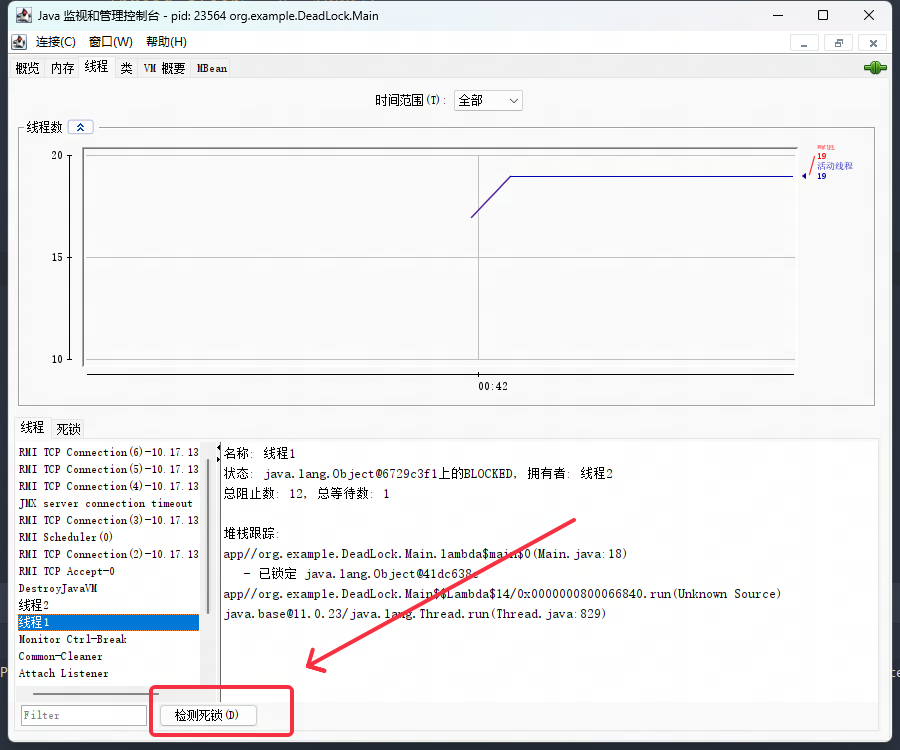 Java 监视和管理控制台 - pid: 23564 org.example.DeadLock.Main
连接(C) 窗口(W) 帮助(H)
概览 内存 线程 类 VM 概要 MBean
时间范围(T): 全部
线程数
20
15
10
00:42
峰值
19
活动线程
19
线程 死锁
RMI TCP Connection(6)-10.17.13
RMI TCP Connection(5)-10.17.13
RMI TCP Connection(4)-10.17.13
JMX server connection timeout
RMI TCP Connection(3)-10.17.13
RMI Scheduler(0)
RMI TCP Connection(2)-10.17.13
RMI TCP Accept-0
DestroyJavaVM
线程2
线程1
Monitor Ctrl-Break
Common-Cleaner
Attach Listener
Filter
检测死锁(D)
名称: 线程1
状态: java.lang.Object@6729c3f1上的BLOCKED, 拥有者: 线程2
总阻止数: 12, 总等待数: 1
堆栈跟踪:
app//org.example.DeadLock.Main.lambda$main$0(Main.java:18)
- 已锁定 java.lang.Object@41dc638c
app//org.example.DeadLock.Main$$Lambda$14/0x0000000800066840.run(Unknown Source)
java.base@11.0.23/java.lang.Thread.run(Thread.java:829)